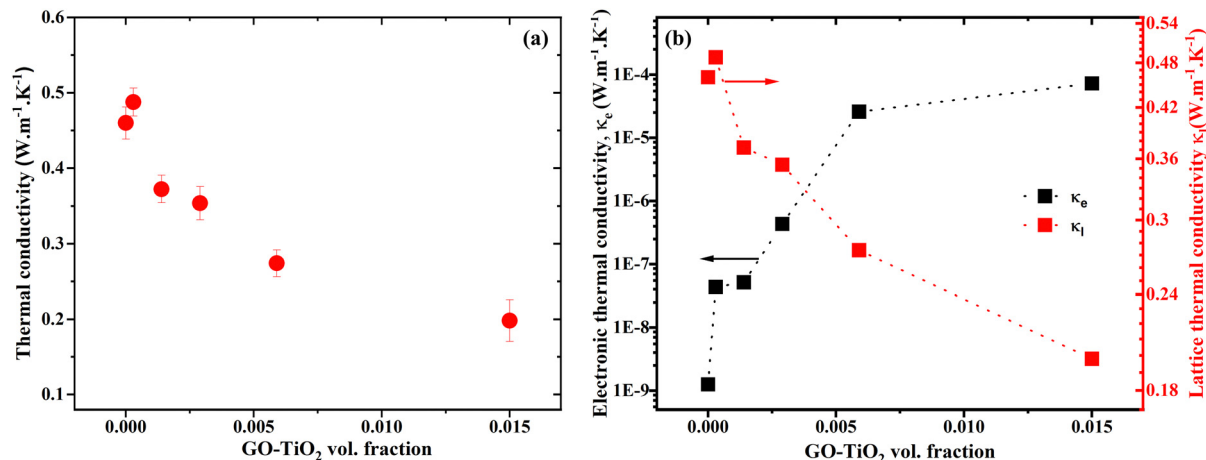 (a)
Thermal conductivity (W.m⁻¹.K⁻¹)
0.6
0.5
0.4
0.3
0.2
0.1
0.000
0.005
0.010
0.015
GO-TiO₂ vol. fraction
(b)
Electronic thermal conductivity, κₑ (W.m⁻¹.K⁻¹)
1E-4
1E-5
1E-6
1E-7
1E-8
1E-9
κₑ
κₗ
0.54
0.48
0.42
0.36
0.3
0.24
0.18
Lattice thermal conductivity κₗ(W.m⁻¹.K⁻¹)
0.000
0.005
0.010
0.015
GO-TiO₂ vol. fraction